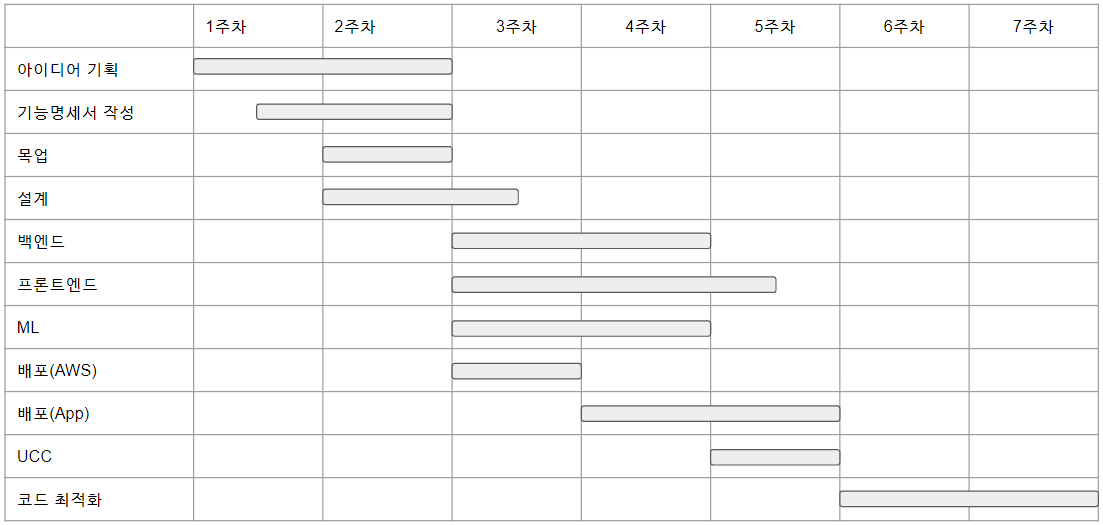 1주차 2주차 3주차 4주차 5주차 6주차 7주차
아이디어 기획
기능명세서 작성
목업
설계
백엔드
프론트엔드
ML
배포(AWS)
배포(App)
UCC
코드 최적화